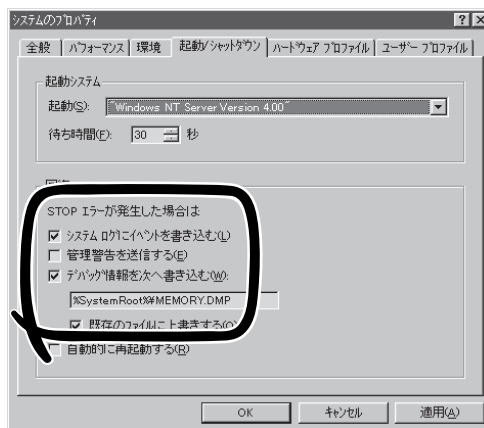 システムのプロパティ
全般 パフォーマンス 環境 起動/シャットダウン ハードウェア プロファイル ユーザー プロファイル
起動システム
起動(S): "Windows NT Server Version 4.00"
待ち時間(F): 30 秒
STOP エラーが発生した場合は
システム ログにイベントを書き込む(L)
管理警告を送信する(E)
デバッグ情報を次へ書き込む(W):
%SystemRoot%¥MEMORY.DMP
既存のファイルに上書きする(O)
自動的に再起動する(R)
OK キャンセル 適用(A)